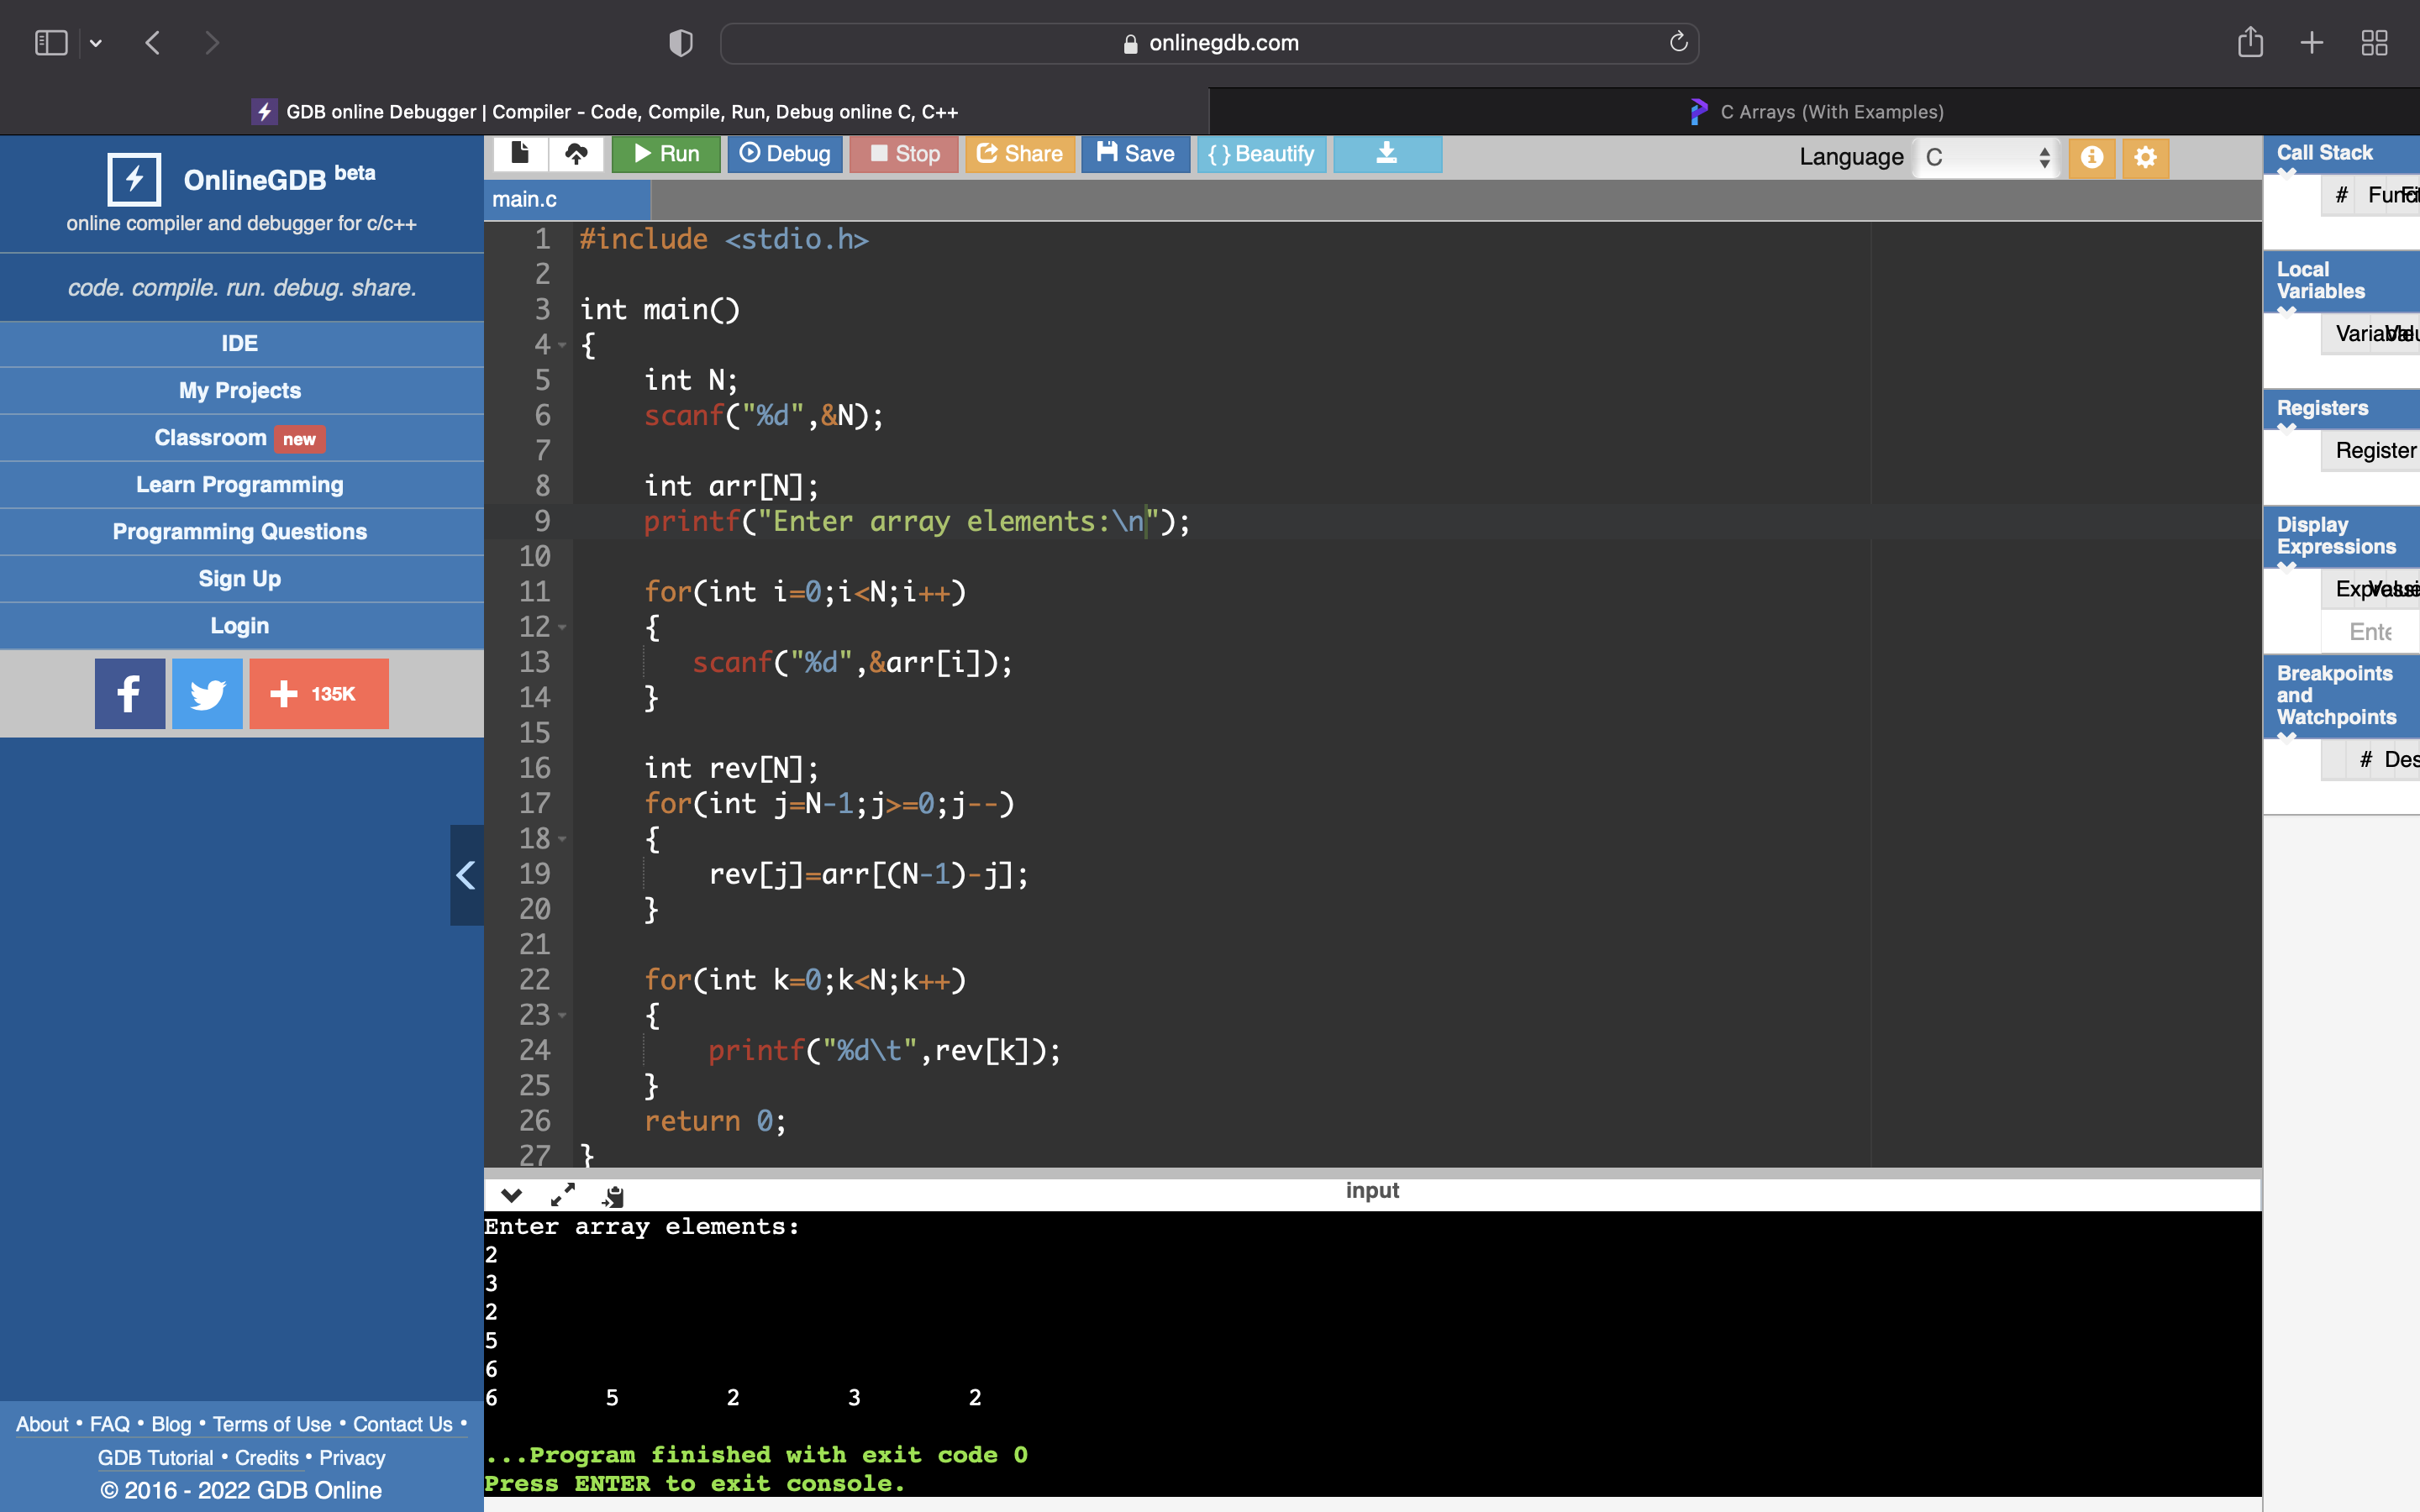 onlinegdb.com
GDB online Debugger | Compiler - Code, Compile, Run, Debug online C, C++
C Arrays (With Examples)
OnlineGDB beta
online compiler and debugger for c/c++
code. compile. run. debug. share.
IDE
My Projects
Classroom new
Learn Programming
Programming Questions
Sign Up
Login
135K
About • FAQ • Blog • Terms of Use • Contact Us •
GDB Tutorial • Credits • Privacy
© 2016 - 2022 GDB Online
Run Debug Stop Share Save { } Beautify
Language C
main.c
1 #include <stdio.h>
2
3 int main()
4 {
5 int N;
6 scanf("%d",&N);
7
8 int arr[N];
9 printf("Enter array elements:\n");
10
11 for(int i=0;i<N;i++)
12 {
13 scanf("%d",&arr[i]);
14 }
15
16 int rev[N];
17 for(int j=N-1;j>=0;j--)
18 {
19 rev[j]=arr[(N-1)-j];
20 }
21
22 for(int k=0;k<N;k++)
23 {
24 printf("%d\t",rev[k]);
25 }
26 return 0;
27 }
input
Enter array elements:
2
3
2
5
6
6 5 2 3 2
...Program finished with exit code 0
Press ENTER to exit console.
Call Stack
#
Local
Variables
Registers
Register
Display
Expressions
Breakpoints
and
Watchpoints
# Des